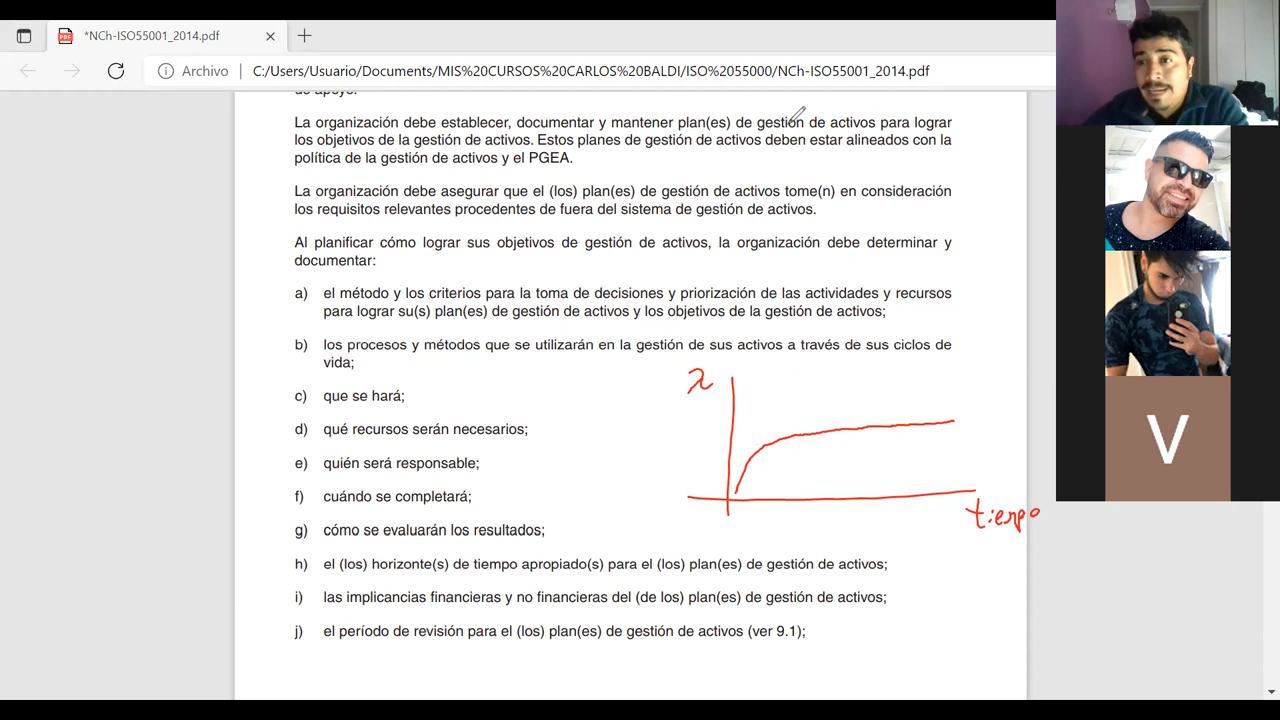 *NCh-ISO55001_2014.pdf
Archivo C:/Users/Usuario/Documents/MIS%20CURSOS%20CARLOS%20BALDI/ISO%2055000/NCh-ISO55001_2014.pdf
de apoyo.
La organización debe establecer, documentar y mantener plan(es) de gestión de activos para lograr
los objetivos de la gestión de activos. Estos planes de gestión de activos deben estar alineados con la
política de la gestión de activos y el PGEA.
La organización debe asegurar que el (los) plan(es) de gestión de activos tome(n) en consideración
los requisitos relevantes procedentes de fuera del sistema de gestión de activos.
Al planificar cómo lograr sus objetivos de gestión de activos, la organización debe determinar y
documentar:
a) el método y los criterios para la toma de decisiones y priorización de las actividades y recursos
para lograr su(s) plan(es) de gestión de activos y los objetivos de la gestión de activos;
b) los procesos y métodos que se utilizarán en la gestión de sus activos a través de sus ciclos de
vida;
λ
c) que se hará;
d) qué recursos serán necesarios;
e) quién será responsable;
f) cuándo se completará;
tiempo
g) cómo se evaluarán los resultados;
h) el (los) horizonte(s) de tiempo apropiado(s) para el (los) plan(es) de gestión de activos;
i) las implicancias financieras y no financieras del (de los) plan(es) de gestión de activos;
j) el período de revisión para el (los) plan(es) de gestión de activos (ver 9.1);
V